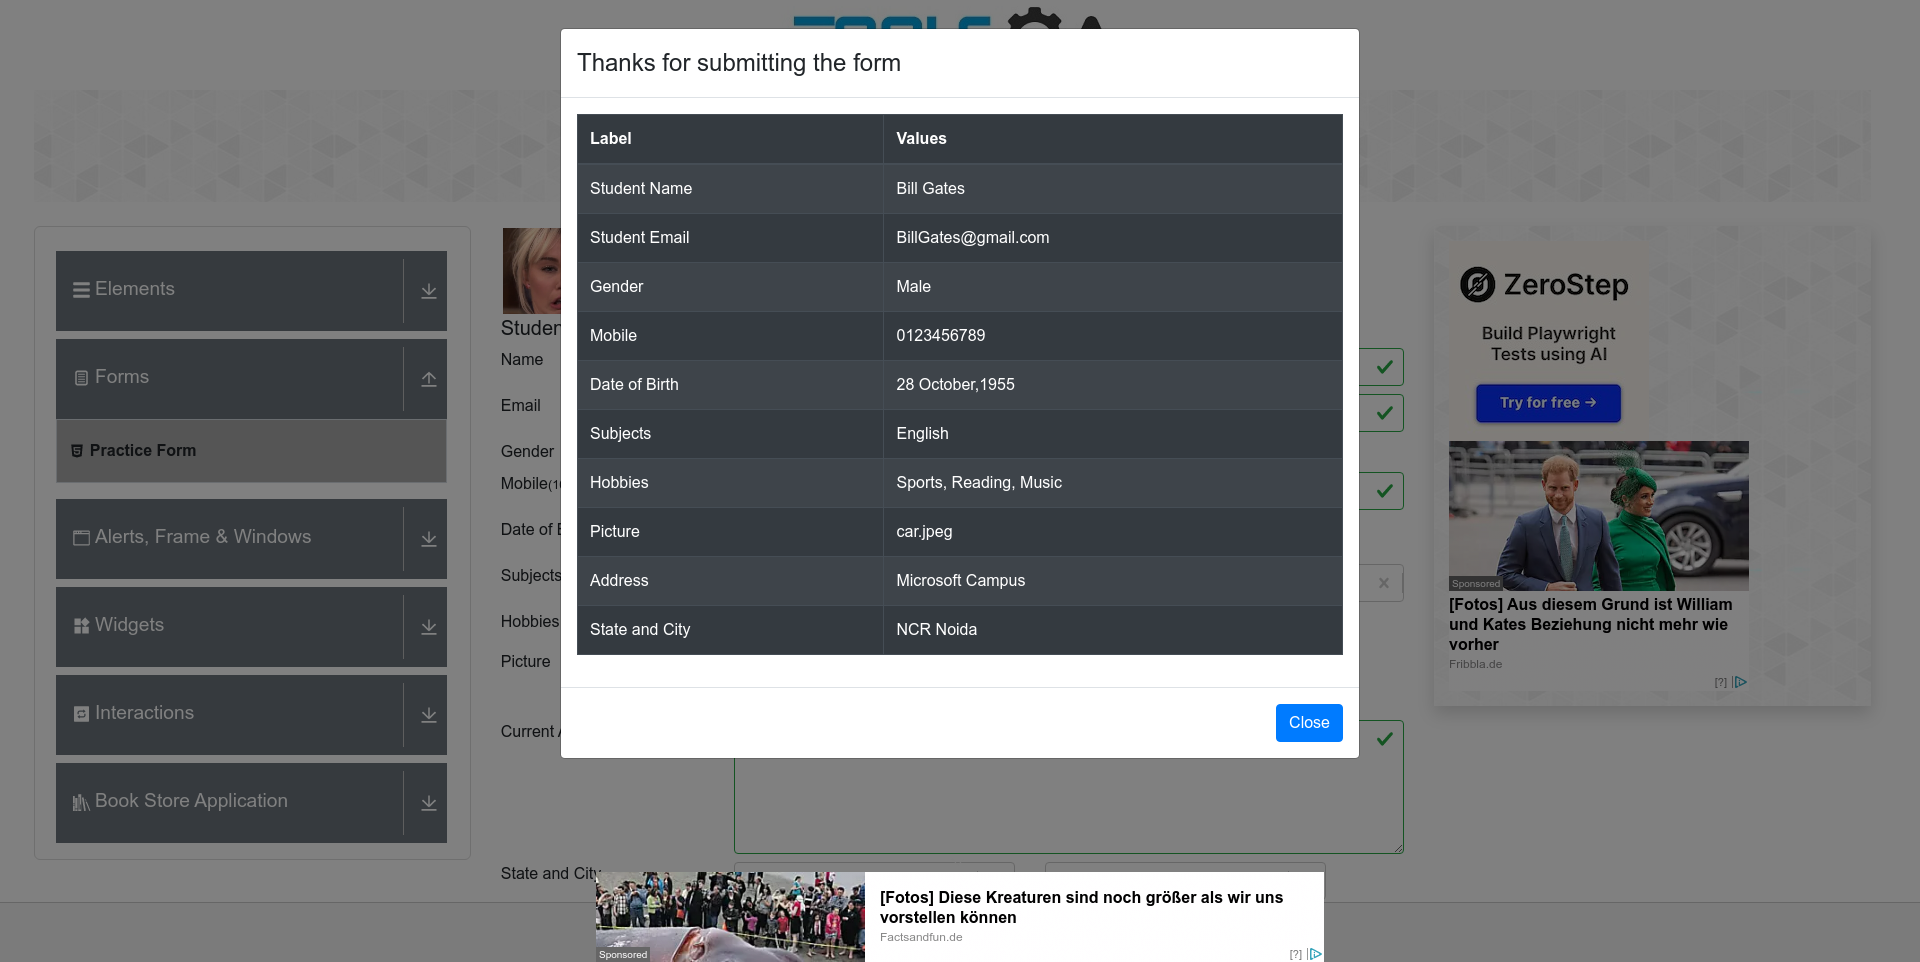 Thanks for submitting the form
Label Values
Student Name Bill Gates
Student Email BillGates@gmail.com
Gender Male
Mobile 0123456789
Date of Birth 28 October,1955
Subjects English
Hobbies Sports, Reading, Music
Picture car.jpeg
Address Microsoft Campus
State and City NCR Noida
Close
Elements
Forms
Practice Form
Alerts, Frame & Windows
Widgets
Interactions
Book Store Application
Name
Email
Gender
Mobile
Date of
Subjects
Hobbies
Picture
Current
State and City
ZeroStep
Build Playwright
Tests using AI
Try for free →
Sponsored
[Fotos] Aus diesem Grund ist William
und Kates Beziehung nicht mehr wie
vorher
Fribbla.de
[?]
[Fotos] Diese Kreaturen sind noch größer als wir uns
vorstellen können
Factsandfun.de
Sponsored
[?]